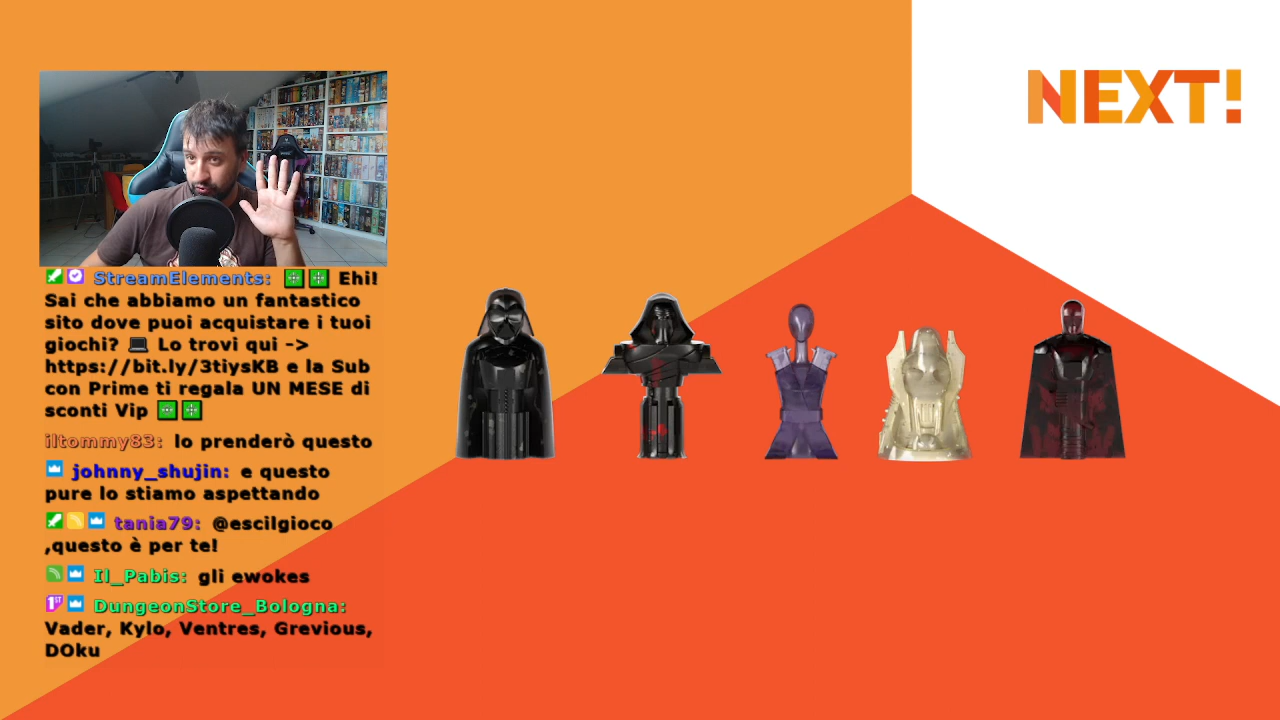 NEXT!
StreamElements: Ehi!
Sai che abbiamo un fantastico
sito dove puoi acquistare i tuoi
giochi? 💻 Lo trovi qui ->
https://bit.ly/3tiysKB e la Sub
con Prime ti regala UN MESE di
sconti Vip
iltommy83: lo prenderò questo
johnny_shujin: e questo
pure lo stiamo aspettando
tania79: @escilgioco
,questo è per te!
Il_Pabis: gli ewokes
1ST DungeonStore_Bologna:
Vader, Kylo, Ventres, Grevious,
DOku